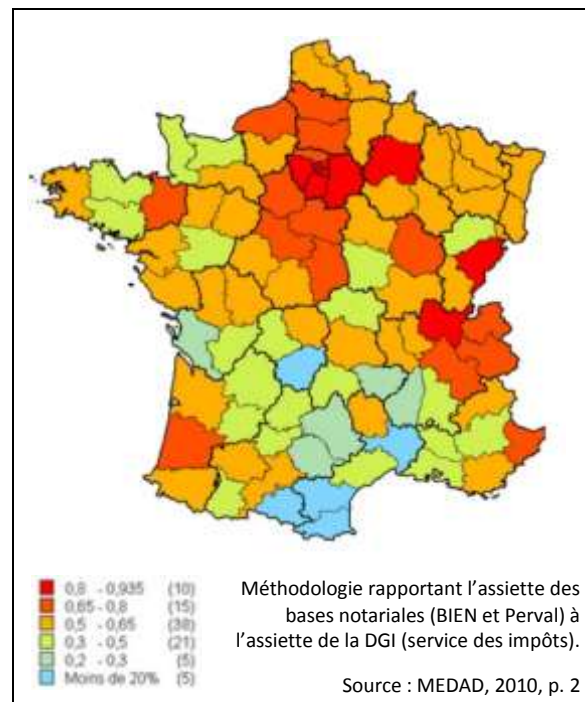 0,8 - 0,935 (10)
0,65 - 0,8 (15)
0,5 - 0,65 (38)
0,3 - 0,5 (21)
0,2 - 0,3 (5)
Moins de 20% (5)
Méthodologie rapportant l’assiette des
bases notariales (BIEN et Perval) à
l’assiette de la DGI (service des impôts).
Source : MEDAD, 2010, p. 2